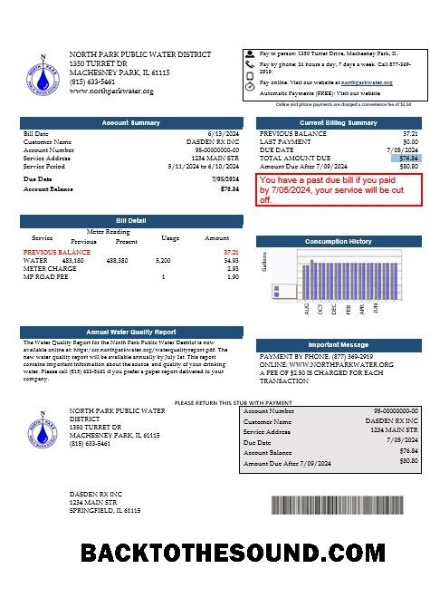 NORTH PARK PUBLIC WATER DISTRICT
1350 TURRET DR
MACHESNEY PARK, IL 61115
(815) 633-5461
www.northparkwater.org
Pay in person: 1350 Turret Drive, Machesney Park, IL
Pay by phone: 24 hours a day, 7 days a week. Call 877-369-
2919.
Pay online: Visit our website at northparkwater.org
Automatic Payments (FREE): Visit our website
Online and phone payments are charged a convenience fee of $2.50
Account Summary
Bill Date 6/13/2024
Customer Name DASDEN RX INC
Account Number 95-00000000-00
Service Address 1234 MAIN STR
Service Period 5/11/2024 to 6/10/2024
Due Date 7/05/2024
Account Balance $76.84
Current Billing Summary
PREVIOUS BALANCE 37.21
LAST PAYMENT $0.00
DUE DATE 7/05/2024
TOTAL AMOUNT DUE $76.84
Amount Due After 7/09/2024 $80.80
You have a past due bill if you paid
by 7/05/2024, your service will be cut
off.
Bill Detail
Meter Reading
Service Previous Present Usage Amount
PREVIOUS BALANCE 37.21
WATER 483,180 488,380 5,200 34.93
METER CHARGE 2.93
MP ROAD FEE 1 1.90
Consumption History
Gallons
AUG OCT DEC FEB APR JUN
Annual Water Quality Report
The Water Quality Report for the North Park Public Water District is now
available online at: https://ccr.northparkwater.org/waterqualityreport.pdf. The
new water quality report will be available annually by July 1st. This report
contains important information about the source and quality of your drinking
water. Please call (815) 633-5461 if you prefer a paper report delivered to your
company.
Important Message
PAYMENT BY PHONE: (877) 369-2919
ONLINE: WWW.NORTHPARKWATER.ORG
A FEE OF $2.50 IS CHARGED FOR EACH
TRANSACTION
PLEASE RETURN THIS STUB WITH PAYMENT
NORTH PARK PUBLIC WATER
DISTRICT
1350 TURRET DR
MACHESNEY PARK, IL 61115
(815) 633-5461
Account Number 95-00000000-00
Customer Name DASDEN RX INC
Service Address 1234 MAIN STR
Due Date 7/05/2024
Account Balance $76.84
Amount Due After 7/09/2024 $80.80
DASDEN RX INC
1234 MAIN STR
SPRINGFIELD, IL 61115
BACKTOTHESOUND.COM